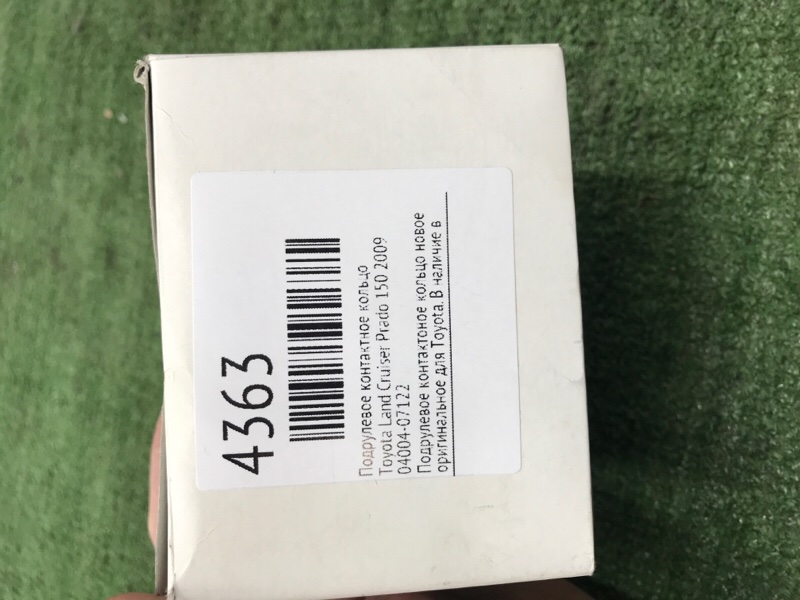 4363
Подрулевое контактное кольцо
Toyota Land Cruiser Prado 150 2009
04004-07122
Подрулевое контактоное кольцо новое
оригинальное для Toyota. В наличие в